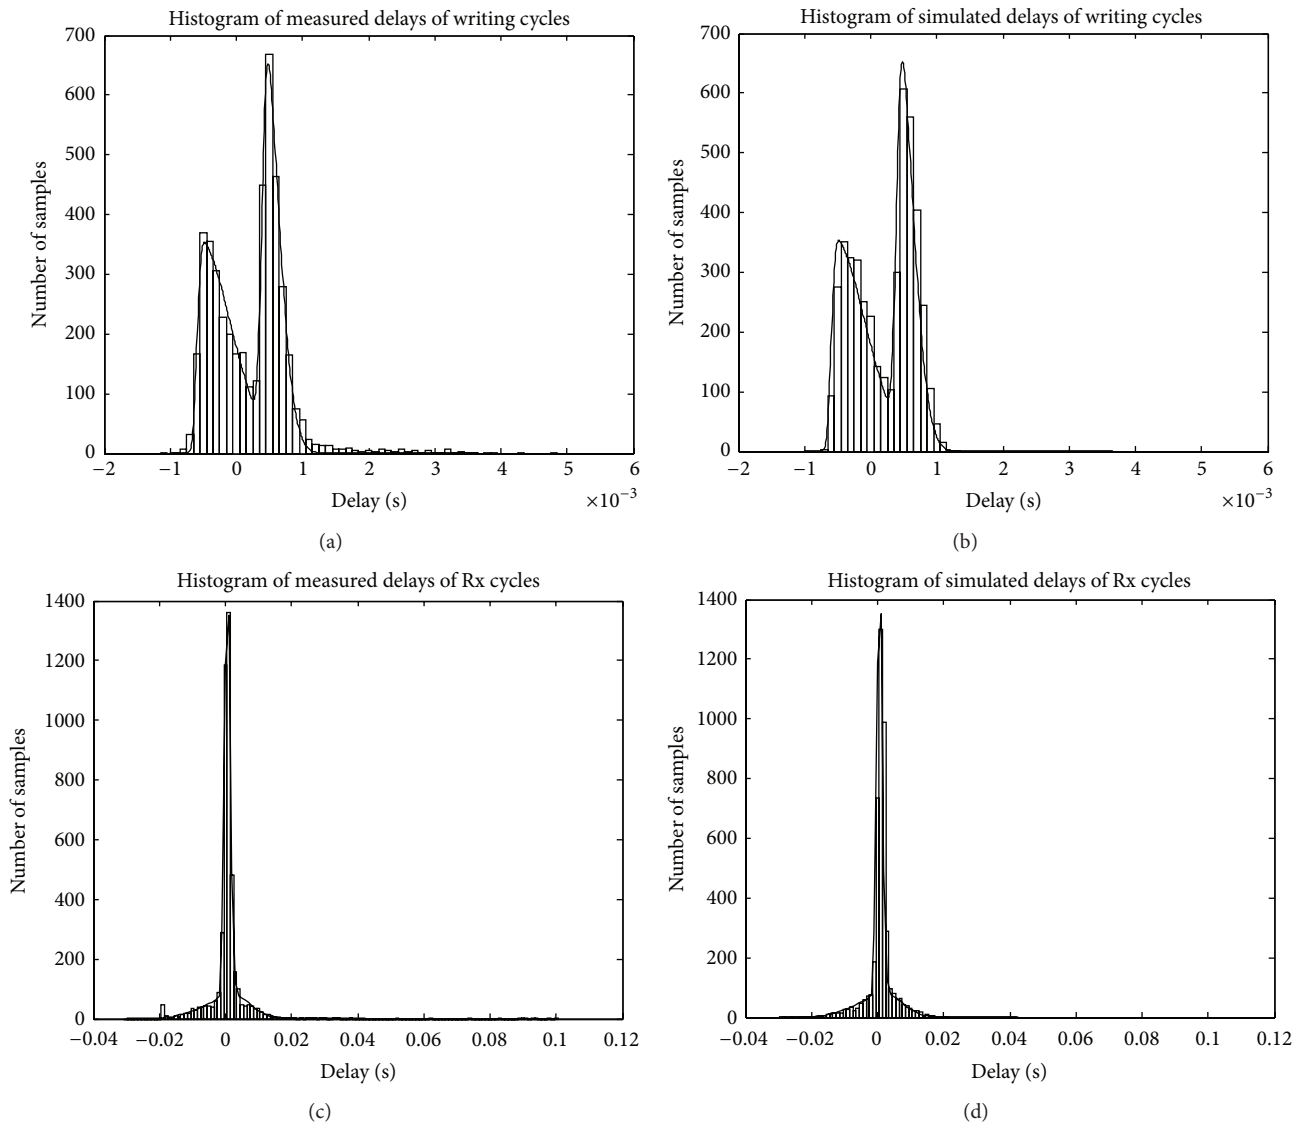 Histogram of measured delays of writing cycles
700
600
500
400
300
200
100
0
Number of samples
−2 −1 0 1 2 3 4 5 6
Delay (s) ×10−3
(a)
Histogram of simulated delays of writing cycles
700
600
500
400
300
200
100
0
Number of samples
−2 −1 0 1 2 3 4 5 6
Delay (s) ×10−3
(b)
Histogram of measured delays of Rx cycles
1400
1200
1000
800
600
400
200
0
Number of samples
−0.04 −0.02 0 0.02 0.04 0.06 0.08 0.1 0.12
Delay (s)
(c)
Histogram of simulated delays of Rx cycles
1400
1200
1000
800
600
400
200
0
Number of samples
−0.04 −0.02 0 0.02 0.04 0.06 0.08 0.1 0.12
Delay (s)
(d)